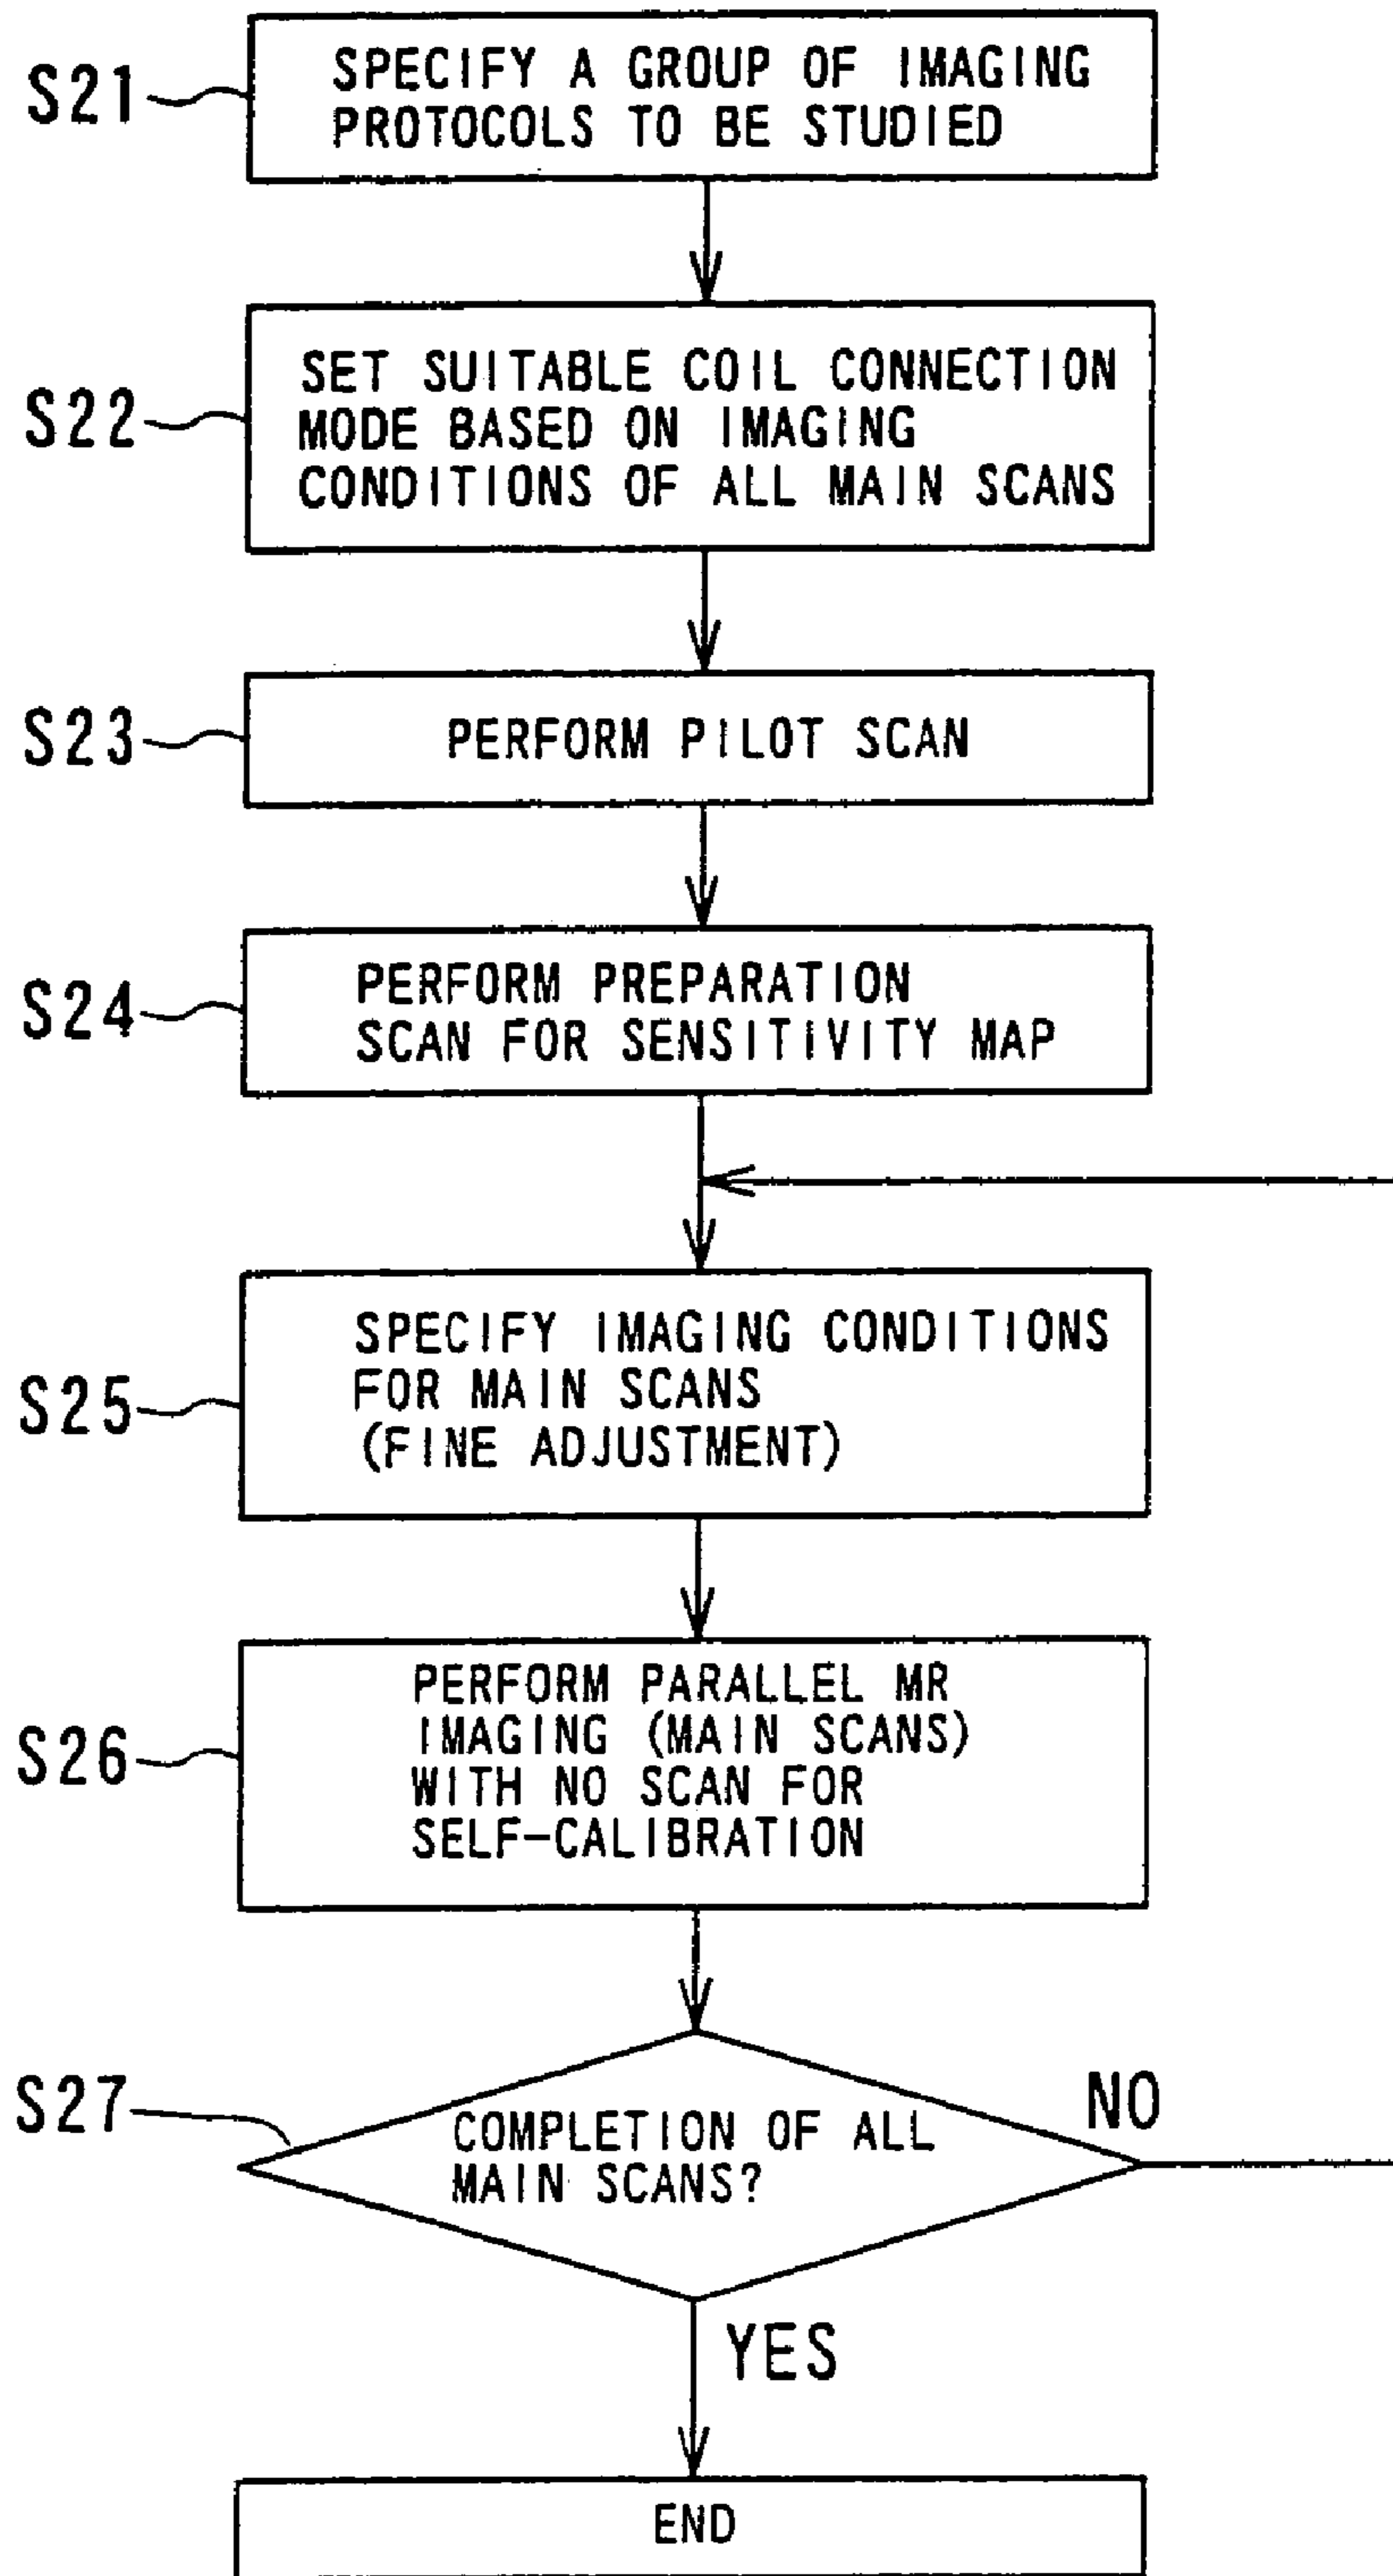 S21
SPECIFY A GROUP OF IMAGING
PROTOCOLS TO BE STUDIED
S22
SET SUITABLE COIL CONNECTION
MODE BASED ON IMAGING
CONDITIONS OF ALL MAIN SCANS
S23
PERFORM PILOT SCAN
S24
PERFORM PREPARATION
SCAN FOR SENSITIVITY MAP
S25
SPECIFY IMAGING CONDITIONS
FOR MAIN SCANS
(FINE ADJUSTMENT)
S26
PERFORM PARALLEL MR
IMAGING (MAIN SCANS)
WITH NO SCAN FOR
SELF-CALIBRATION
S27
COMPLETION OF ALL
MAIN SCANS?
NO
YES
END